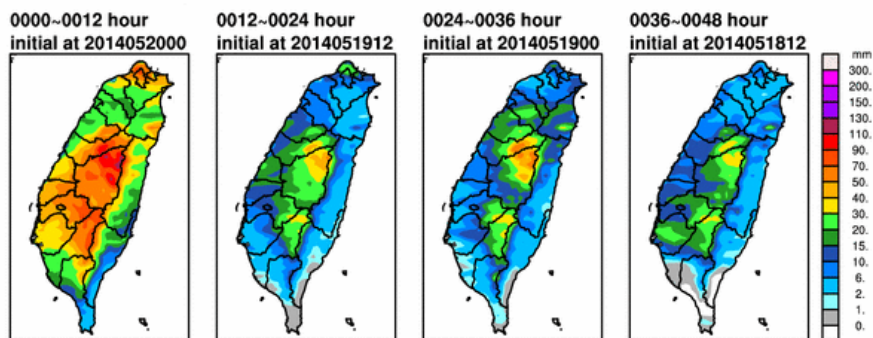 0000~0012 hour
initial at 2014052000
0012~0024 hour
initial at 2014051912
0024~0036 hour
initial at 2014051900
0036~0048 hour
initial at 2014051812
mm
300.
200.
150.
130.
110.
90.
70.
50.
40.
30.
20.
15.
10.
6.
2.
1.
0.